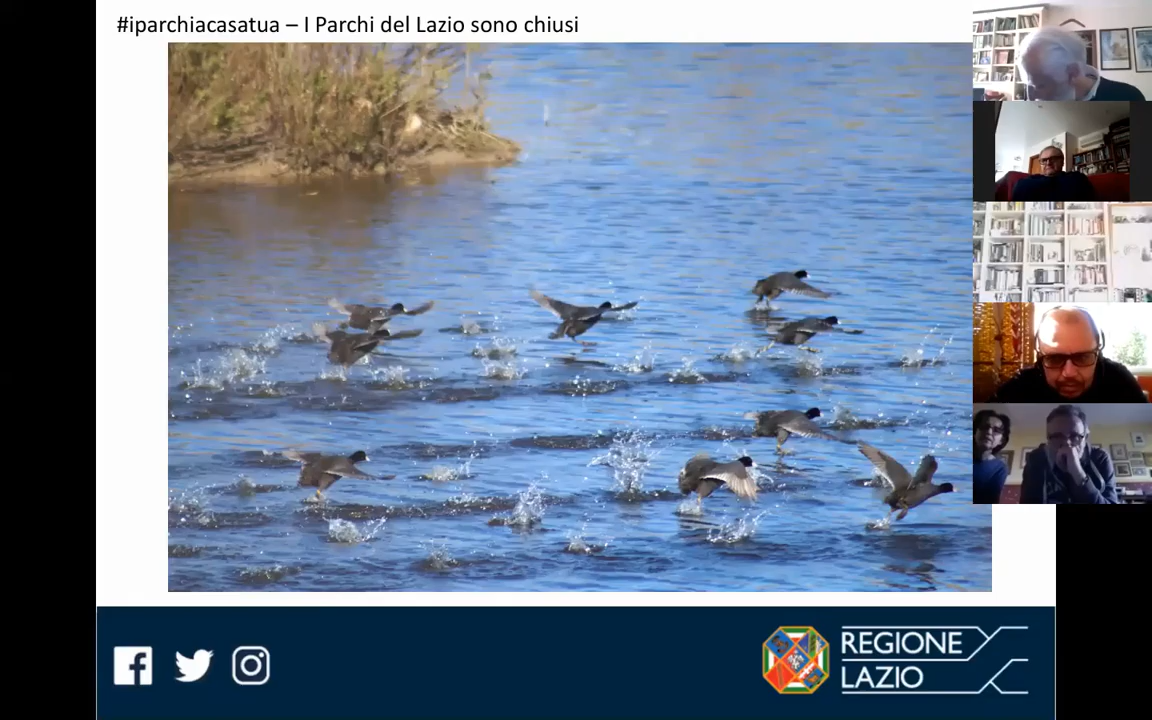 #iparchiacasatua – I Parchi del Lazio sono chiusi
REGIONE
LAZIO